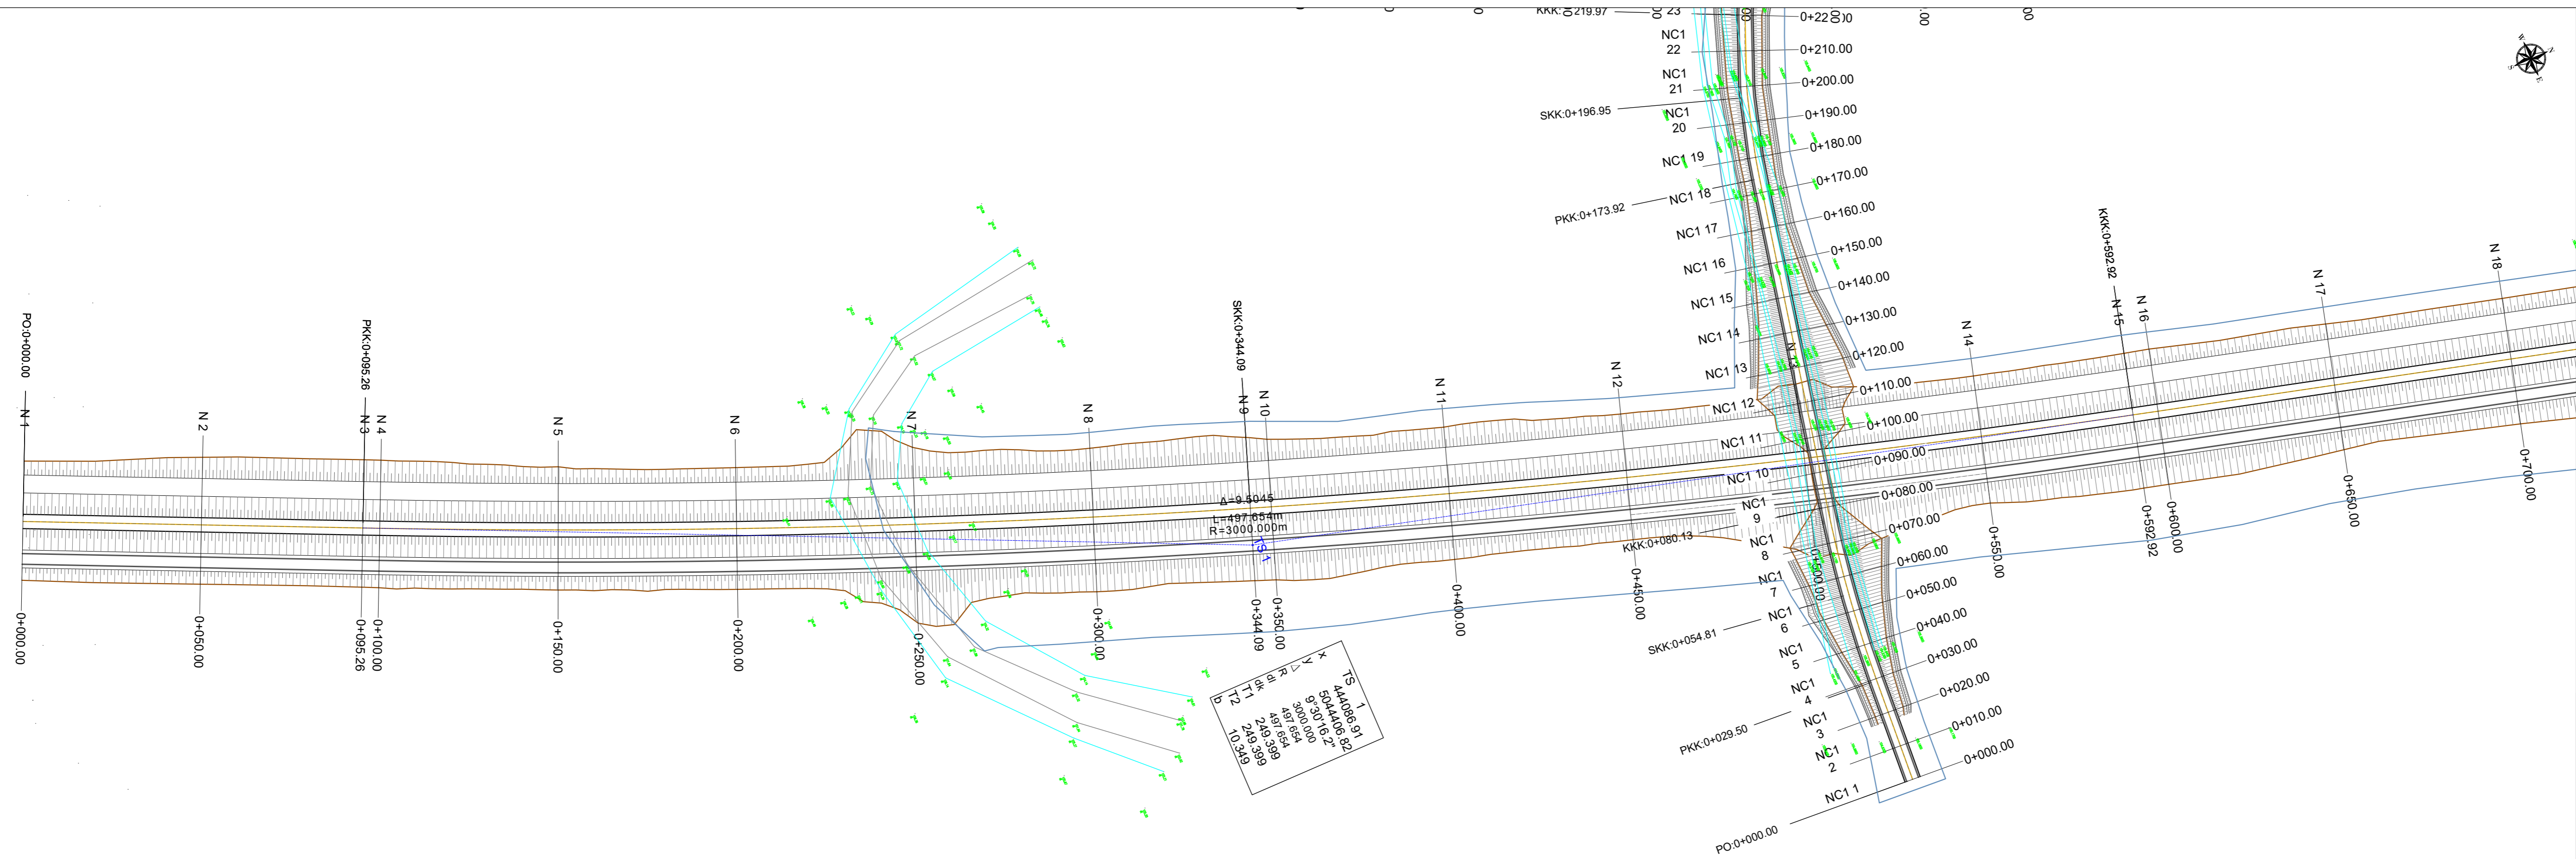 PO:0+000.00
N 1
0+000.00
N 2
0+050.00
PKK:0+095.26
N 3
0+095.26
N 4
0+100.00
N 5
0+150.00
N 6
0+200.00
N 7
0+250.00
N 8
0+300.00
SKK:0+344.09
N 9
0+344.09
N 10
0+350.00
Δ=9.5045
L=497.654m
R=3000.000m
TS 1
TS 1
x 444086.91
y 5044406.82
△ 9°30'16.2"
R 3000.000
dl 497.654
dk 497.654
T1 249.399
T2 249.399
b 10.349
N 11
0+400.00
N 12
0+450.00
N 13
0+500.00
N 14
0+550.00
KKK:0+592.92
N 15
0+592.92
N 16
0+600.00
N 17
0+650.00
N 18
0+700.00
KKK:
219.97
23
0+22
NC1
22
0+210.00
NC1
21
0+200.00
SKK:0+196.95
NC1
20
0+190.00
NC1 19
0+180.00
PKK:0+173.92
NC1 18
0+170.00
NC1 17
0+160.00
NC1 16
0+150.00
NC1 15
0+140.00
NC1 14
0+130.00
NC1 13
0+120.00
NC1 12
0+110.00
NC1 11
0+100.00
NC1 10
0+090.00
NC1
9
0+080.00
KKK:0+080.13
NC1
8
0+070.00
NC1
7
0+060.00
NC1
6
0+050.00
SKK:0+054.81
NC1
5
0+040.00
NC1
4
0+030.00
PKK:0+029.50
NC1
3
0+020.00
NC1
2
0+010.00
NC1 1
0+000.00
PO:0+000.00
W
N
S
E